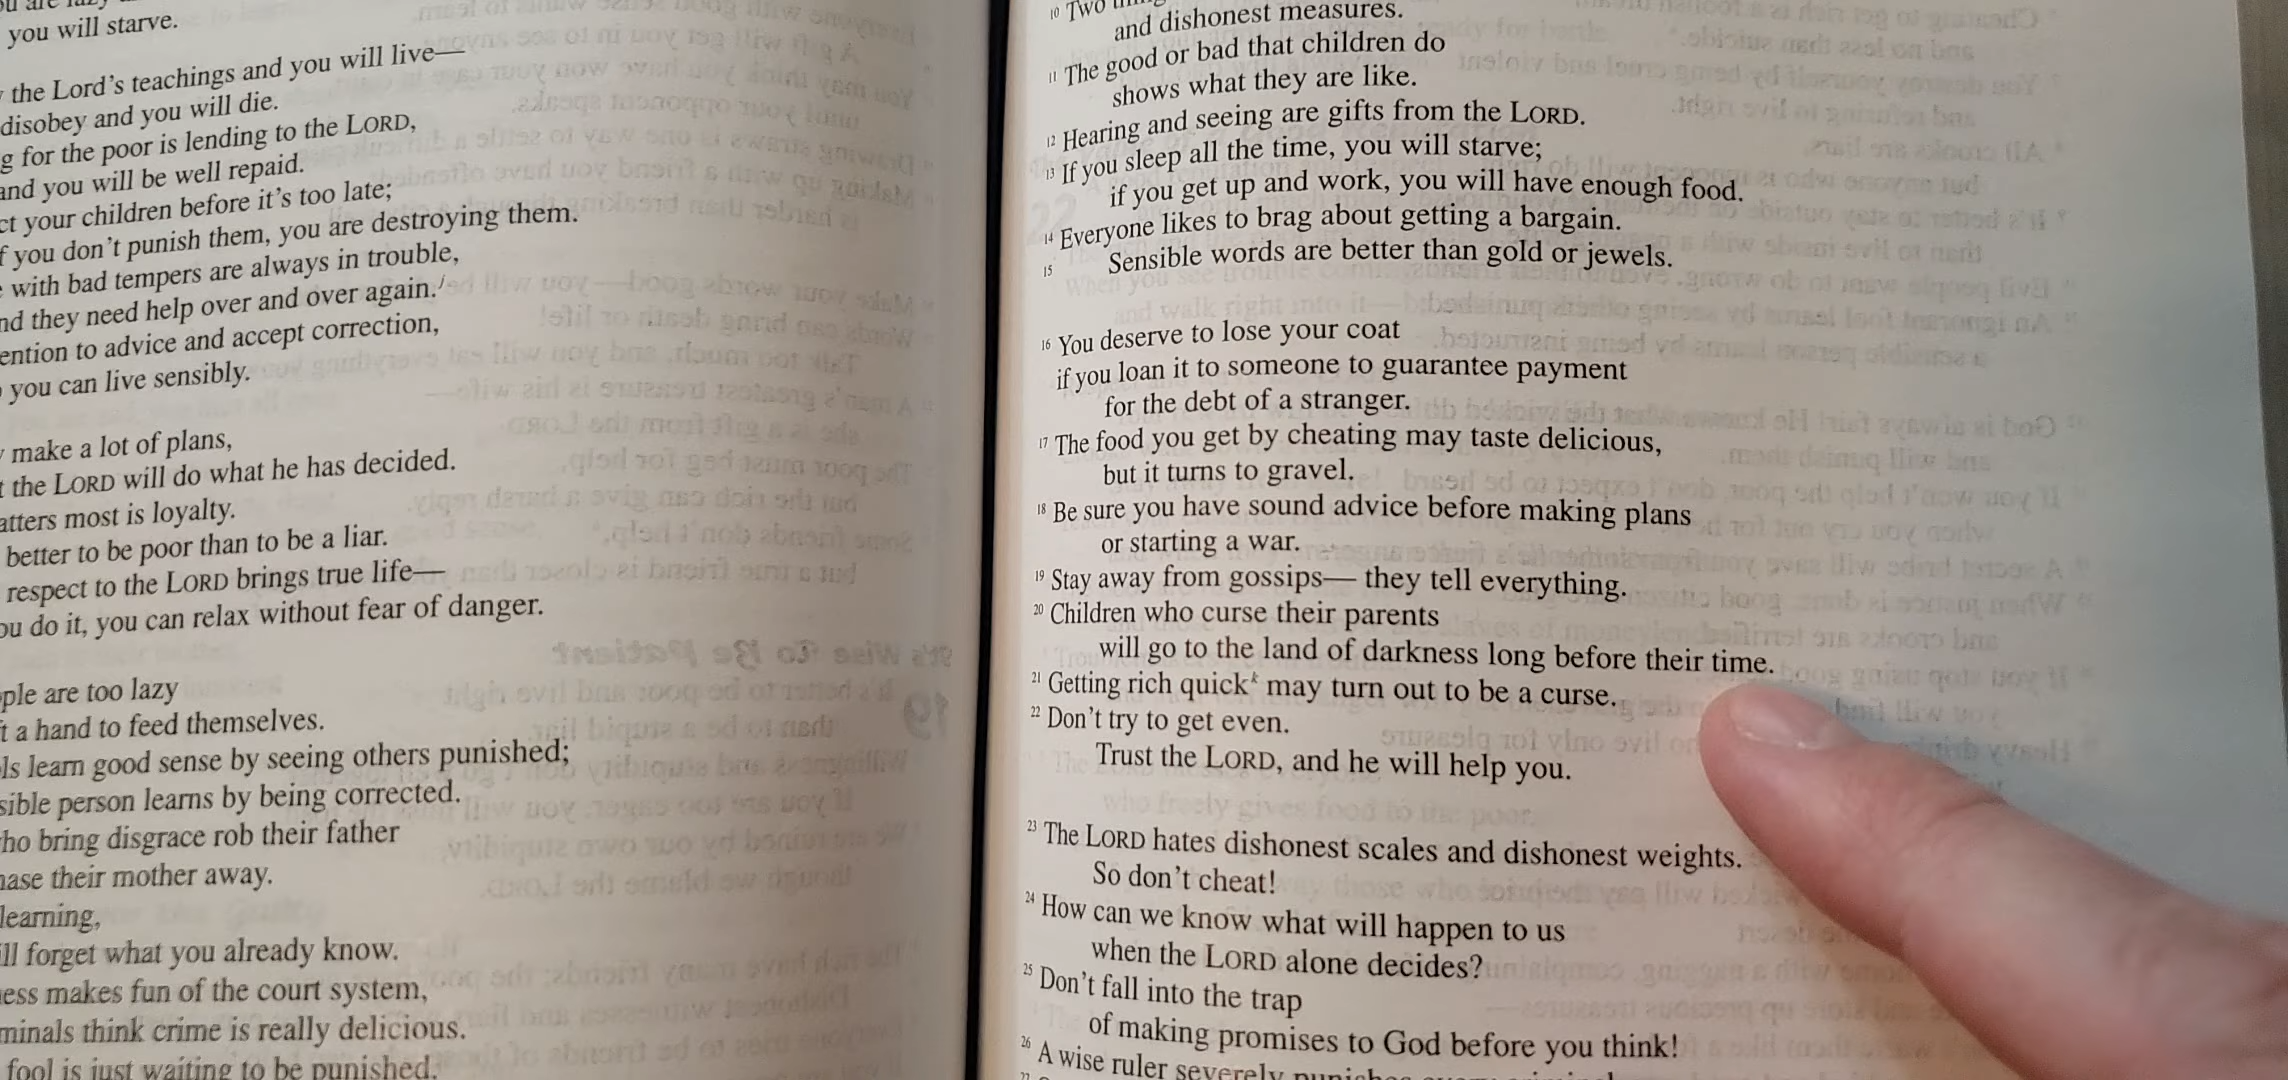 you will starve.
the Lord's teachings and you will live—
disobey and you will die.
g for the poor is lending to the LORD,
and you will be well repaid.
ct your children before it's too late;
f you don't punish them, you are destroying them.
with bad tempers are always in trouble,
nd they need help over and over again.j
ention to advice and accept correction,
you can live sensibly.
make a lot of plans,
t the LORD will do what he has decided.
atters most is loyalty.
better to be poor than to be a liar.
respect to the LORD brings true life—
ou do it, you can relax without fear of danger.
ple are too lazy
t a hand to feed themselves.
ls learn good sense by seeing others punished;
sible person learns by being corrected.
ho bring disgrace rob their father
hase their mother away.
learning,
ill forget what you already know.
ess makes fun of the court system,
minals think crime is really delicious.
fool is just waiting to be punished.
10 Two
and dishonest measures.
11 The good or bad that children do
shows what they are like.
12 Hearing and seeing are gifts from the LORD.
13 If you sleep all the time, you will starve;
if you get up and work, you will have enough food.
14 Everyone likes to brag about getting a bargain.
15 Sensible words are better than gold or jewels.
16 You deserve to lose your coat
if you loan it to someone to guarantee payment
for the debt of a stranger.
17 The food you get by cheating may taste delicious,
but it turns to gravel.
18 Be sure you have sound advice before making plans
or starting a war.
19 Stay away from gossips— they tell everything.
20 Children who curse their parents
will go to the land of darkness long before their time.
21 Getting rich quick k may turn out to be a curse.
22 Don't try to get even.
Trust the LORD, and he will help you.
23 The LORD hates dishonest scales and dishonest weights.
So don't cheat!
24 How can we know what will happen to us
when the LORD alone decides?
25 Don't fall into the trap
of making promises to God before you think!
26 A wise ruler severely